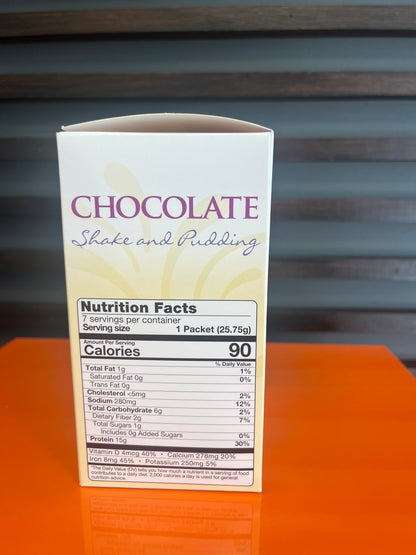 CHOCOLATE
Shake and Pudding
Nutrition Facts
7 servings per container
Serving size 1 Packet (25.75g)
Amount Per Serving
Calories 90
% Daily Value
Total Fat 1g 1%
Saturated Fat 0g 0%
Trans Fat 0g
Cholesterol <5mg 2%
Sodium 280mg 12%
Total Carbohydrate 6g 2%
Dietary Fiber 2g 7%
Total Sugars 1g
Includes 0g Added Sugars 0%
Protein 15g 30%
Vitamin D 4mcg 40% • Calcium 278mg 20%
Iron 8mg 45% • Potassium 250mg 5%
*The Daily Value (DV) tells you how much a nutrient in a serving of food
contributes to a daily diet. 2,000 calories a day is used for general
nutrition advice.